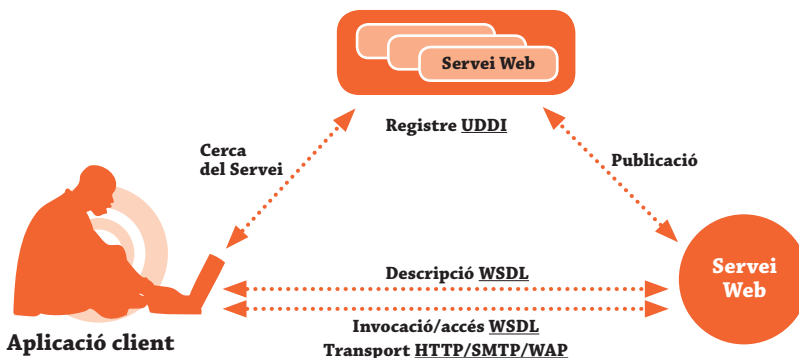 Servei Web
Registre UDDI
Cerca
del Servei
Publicació
Descripció WSDL
Servei
Web
Invocació/accés WSDL
Transport HTTP/SMTP/WAP
Aplicació client